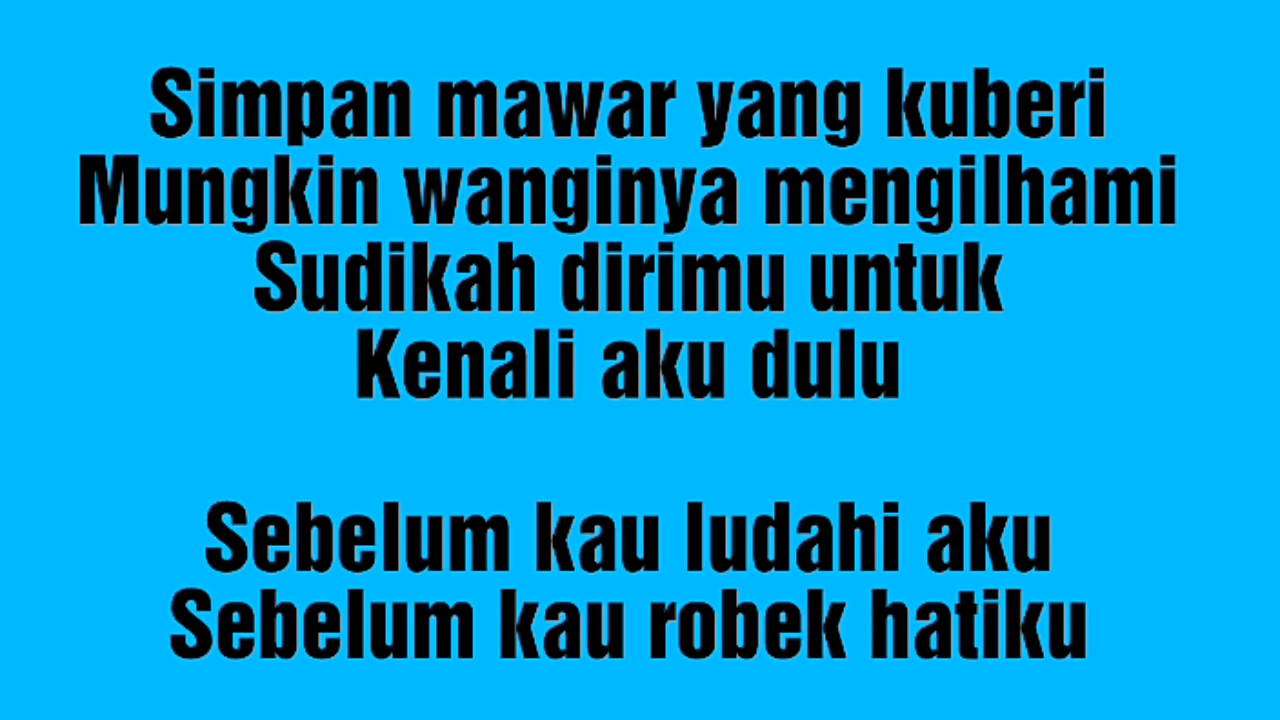 Simpan mawar yang kuberi
Mungkin wanginya mengilhami
Sudikah dirimu untuk
Kenali aku dulu
Sebelum kau ludahi aku
Sebelum kau robek hatiku